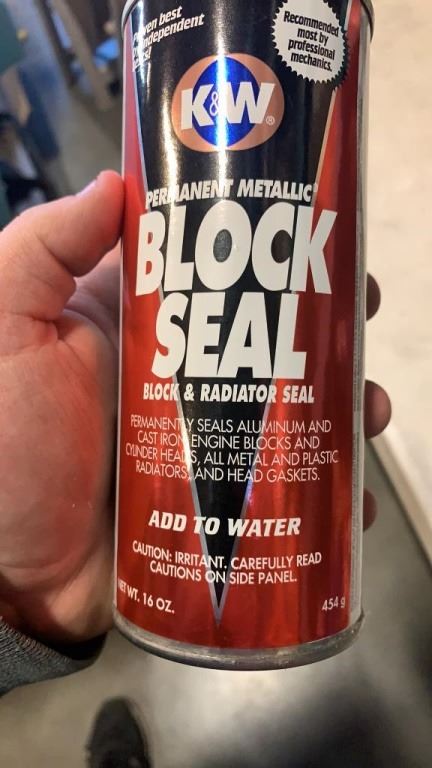 Proven best
by independent
test!
Recommended
most by
professional
mechanics.
K&W®
PERMANENT METALLIC®
BLOCK
SEAL
BLOCK & RADIATOR SEAL
PERMANENTLY SEALS ALUMINUM AND
CAST IRON ENGINE BLOCKS AND
CYLINDER HEADS, ALL METAL AND PLASTIC
RADIATORS, AND HEAD GASKETS.
ADD TO WATER
CAUTION: IRRITANT. CAREFULLY READ
CAUTIONS ON SIDE PANEL.
NET WT. 16 OZ.
454 g